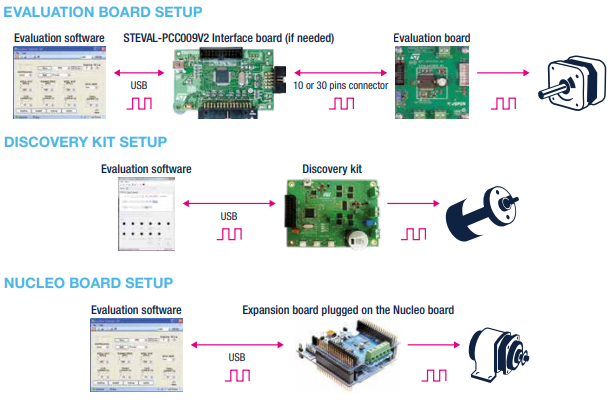 EVALUATION BOARD SETUP
Evaluation software
STEVAL-PCC009V2 Interface board (if needed)
Evaluation board
USB
10 or 30 pins connector
DISCOVERY KIT SETUP
Evaluation software
Discovery kit
USB
NUCLEO BOARD SETUP
Evaluation software
Expansion board plugged on the Nucleo board
USB